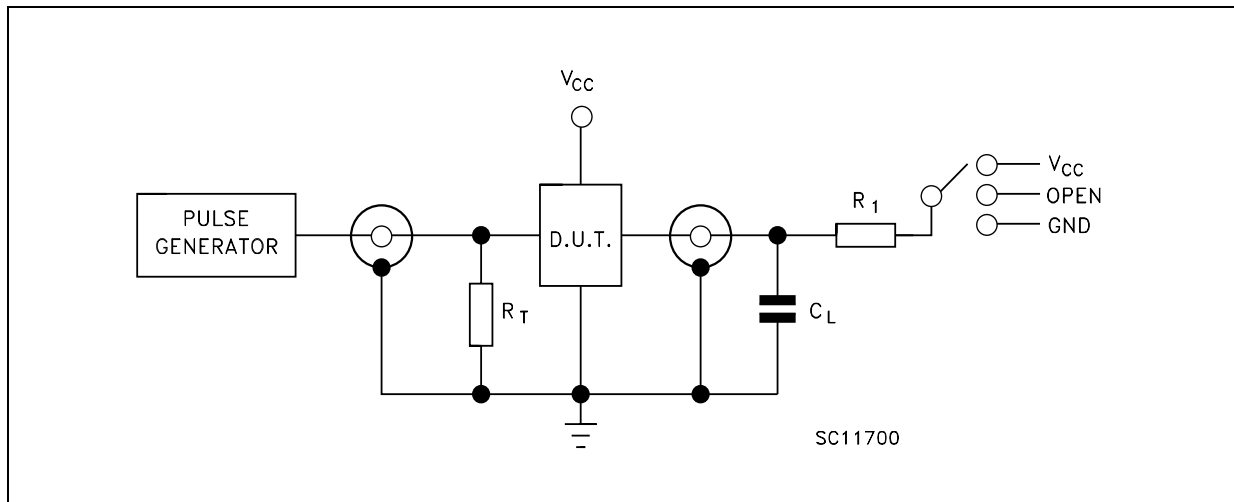 VCC
PULSE
GENERATOR
D.U.T.
R1
VCC
OPEN
GND
RT
CL
SC11700